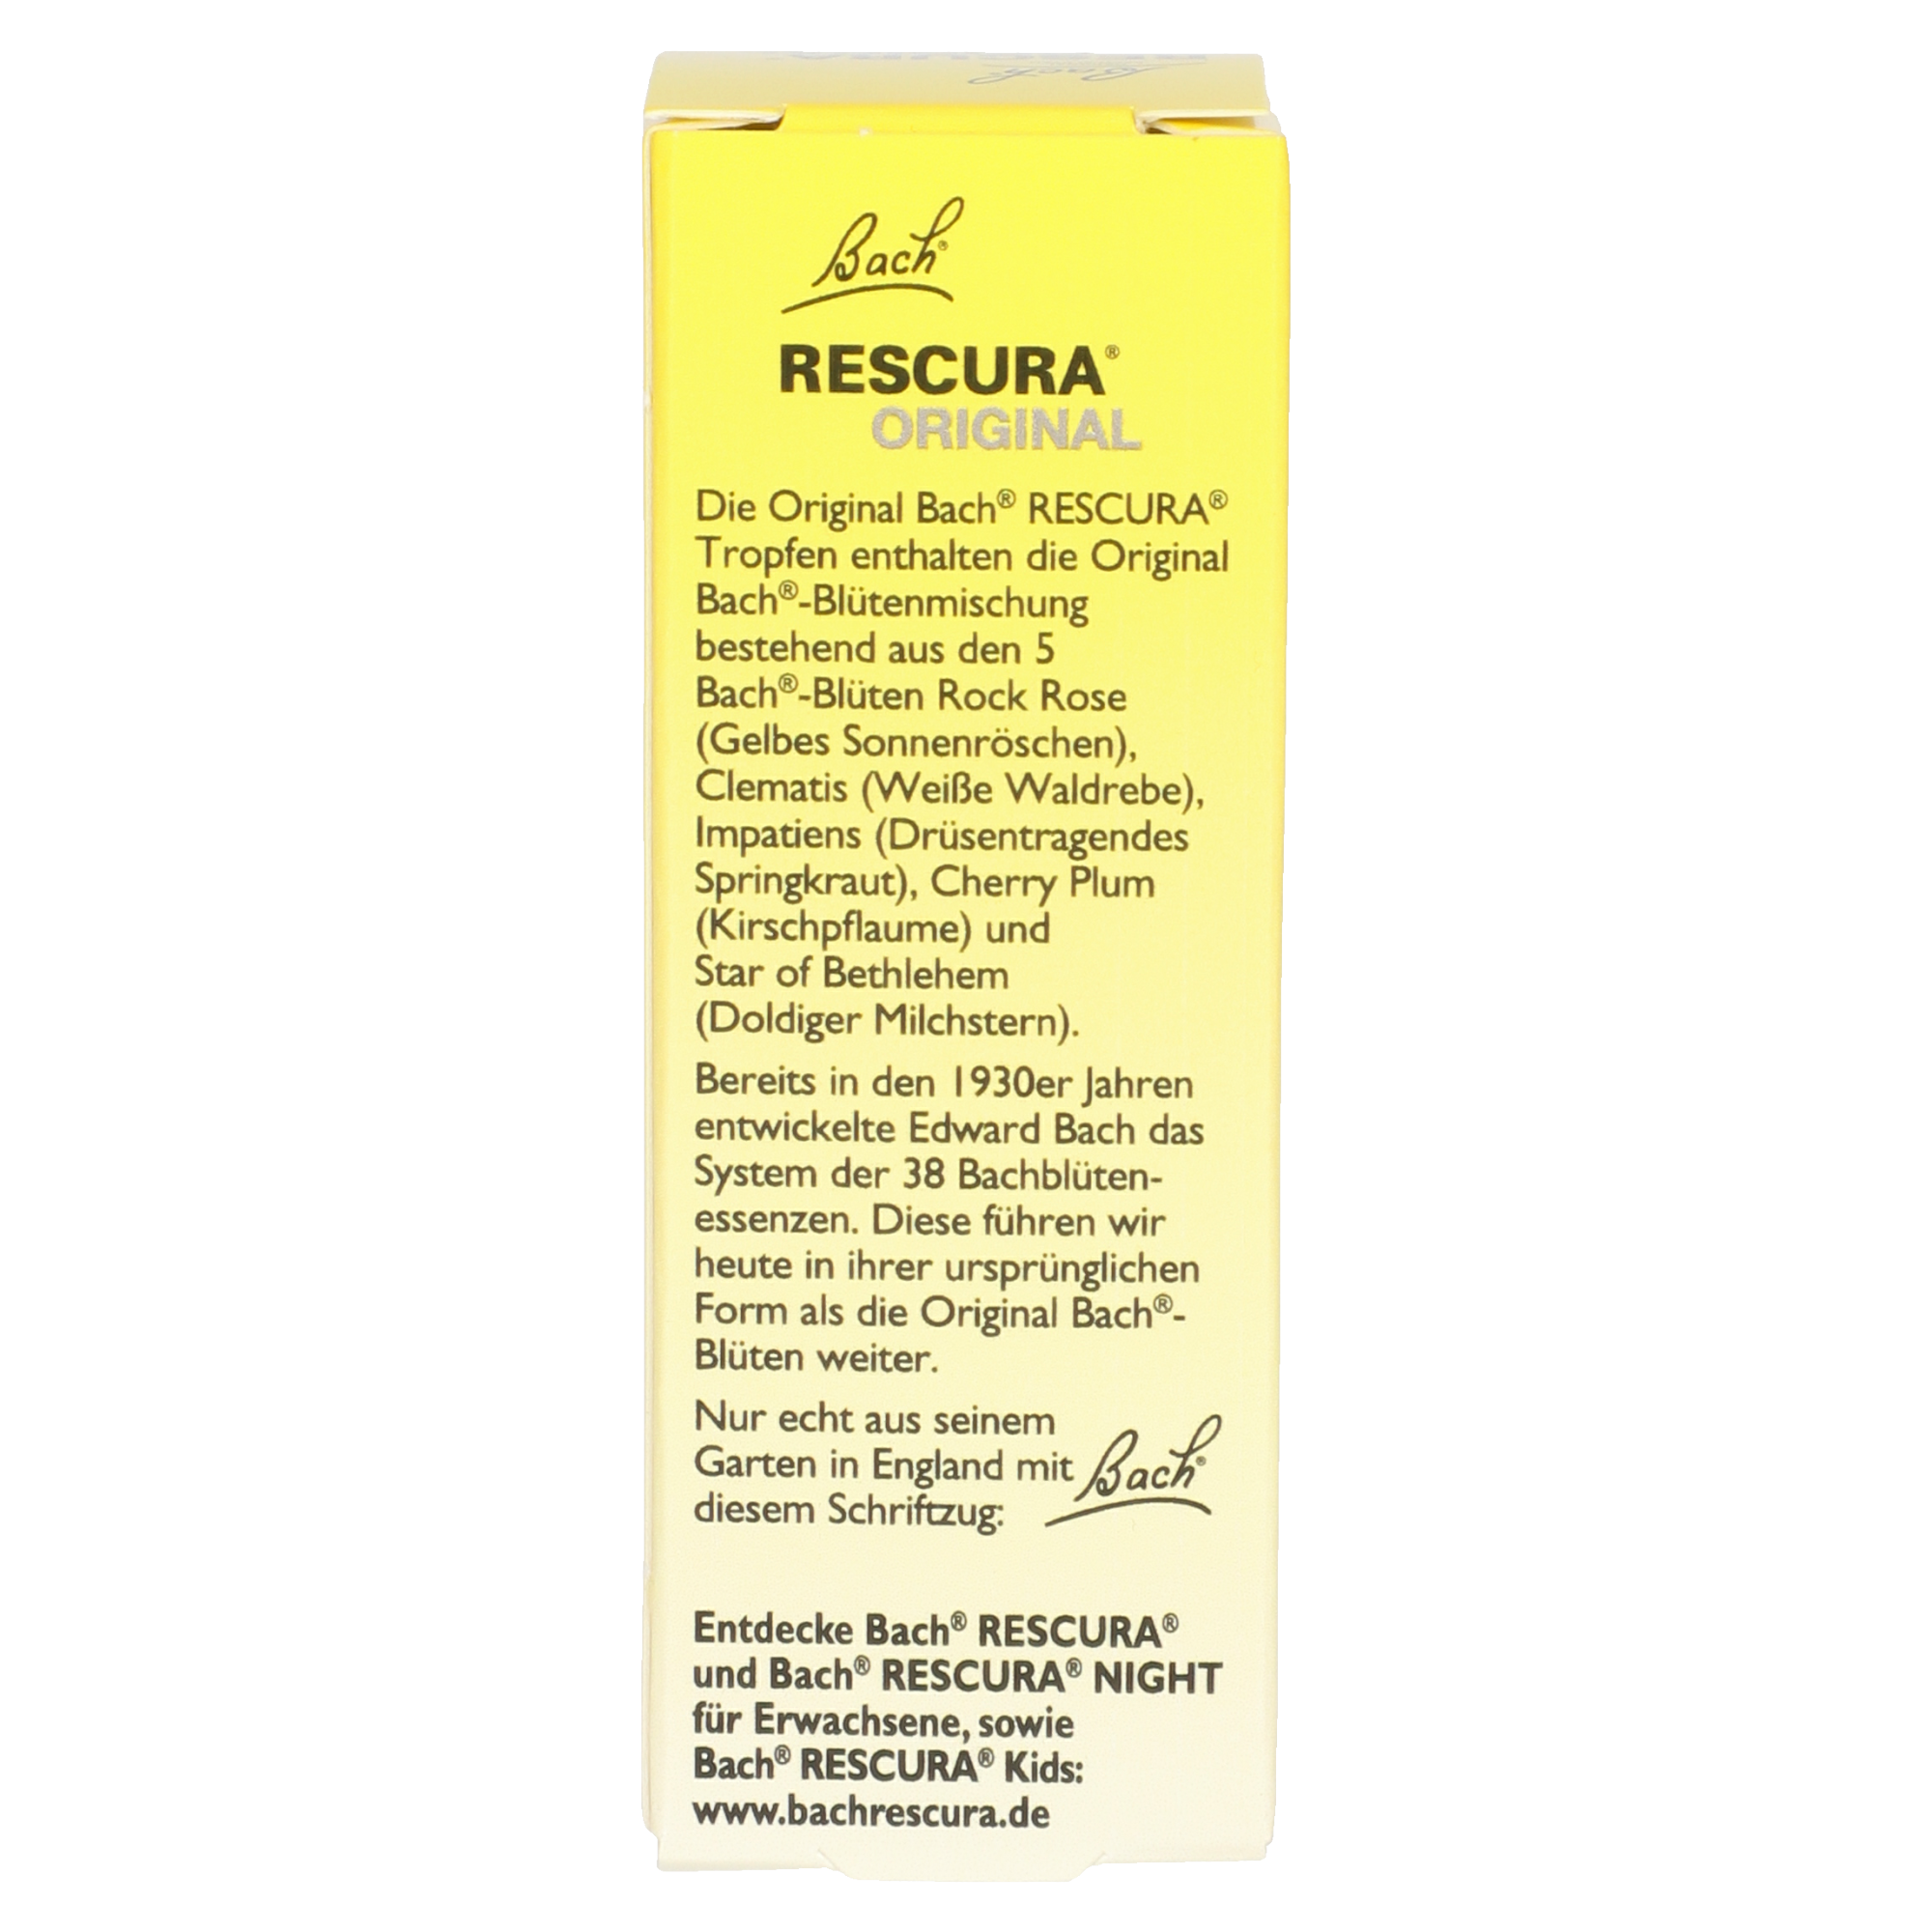 Bach®
RESCURA®
ORIGINAL
Die Original Bach® RESCURA®
Tropfen enthalten die Original
Bach®-Blütenmischung
bestehend aus den 5
Bach®-Blüten Rock Rose
(Gelbes Sonnenröschen),
Clematis (Weiße Waldrebe),
Impatiens (Drüsentragendes
Springkraut), Cherry Plum
(Kirschpflaume) und
Star of Bethlehem
(Doldiger Milchstern).
Bereits in den 1930er Jahren
entwickelte Edward Bach das
System der 38 Bachblüten-
essenzen. Diese führen wir
heute in ihrer ursprünglichen
Form als die Original Bach®-
Blüten weiter.
Nur echt aus seinem
Garten in England mit
diesem Schriftzug:
Bach®
Entdecke Bach® RESCURA®
und Bach® RESCURA® NIGHT
für Erwachsene, sowie
Bach® RESCURA® Kids:
www.bachrescura.de